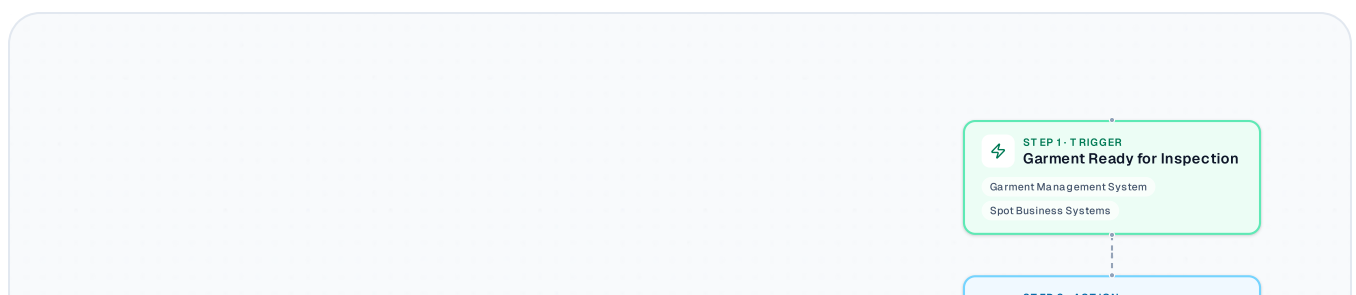 STEP 1 · TRIGGER
Garment Ready for Inspection
Garment Management System
Spot Business Systems